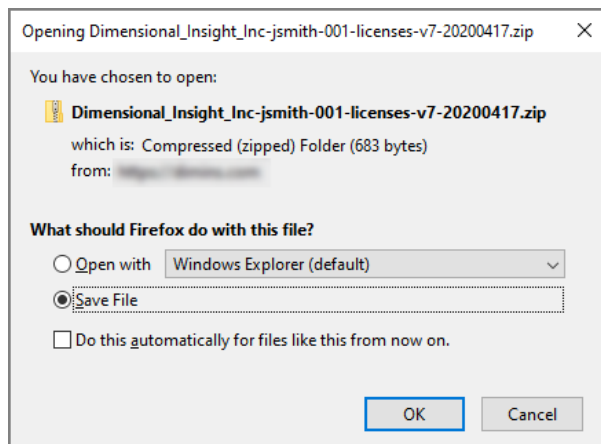 Opening Dimensional_Insight_Inc-jsmith-001-licenses-v7-20200417.zip
You have chosen to open:
Dimensional_Insight_Inc-jsmith-001-licenses-v7-20200417.zip
which is: Compressed (zipped) Folder (683 bytes)
from:
What should Firefox do with this file?
Open with Windows Explorer (default)
Save File
Do this automatically for files like this from now on.
OK Cancel